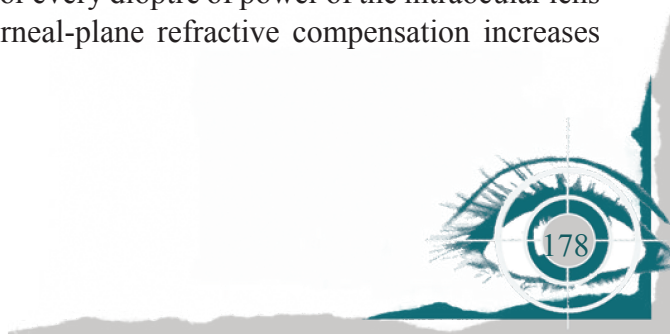 of every dioptre of power of the intraocular lens
rneal-plane refractive compensation increases
178